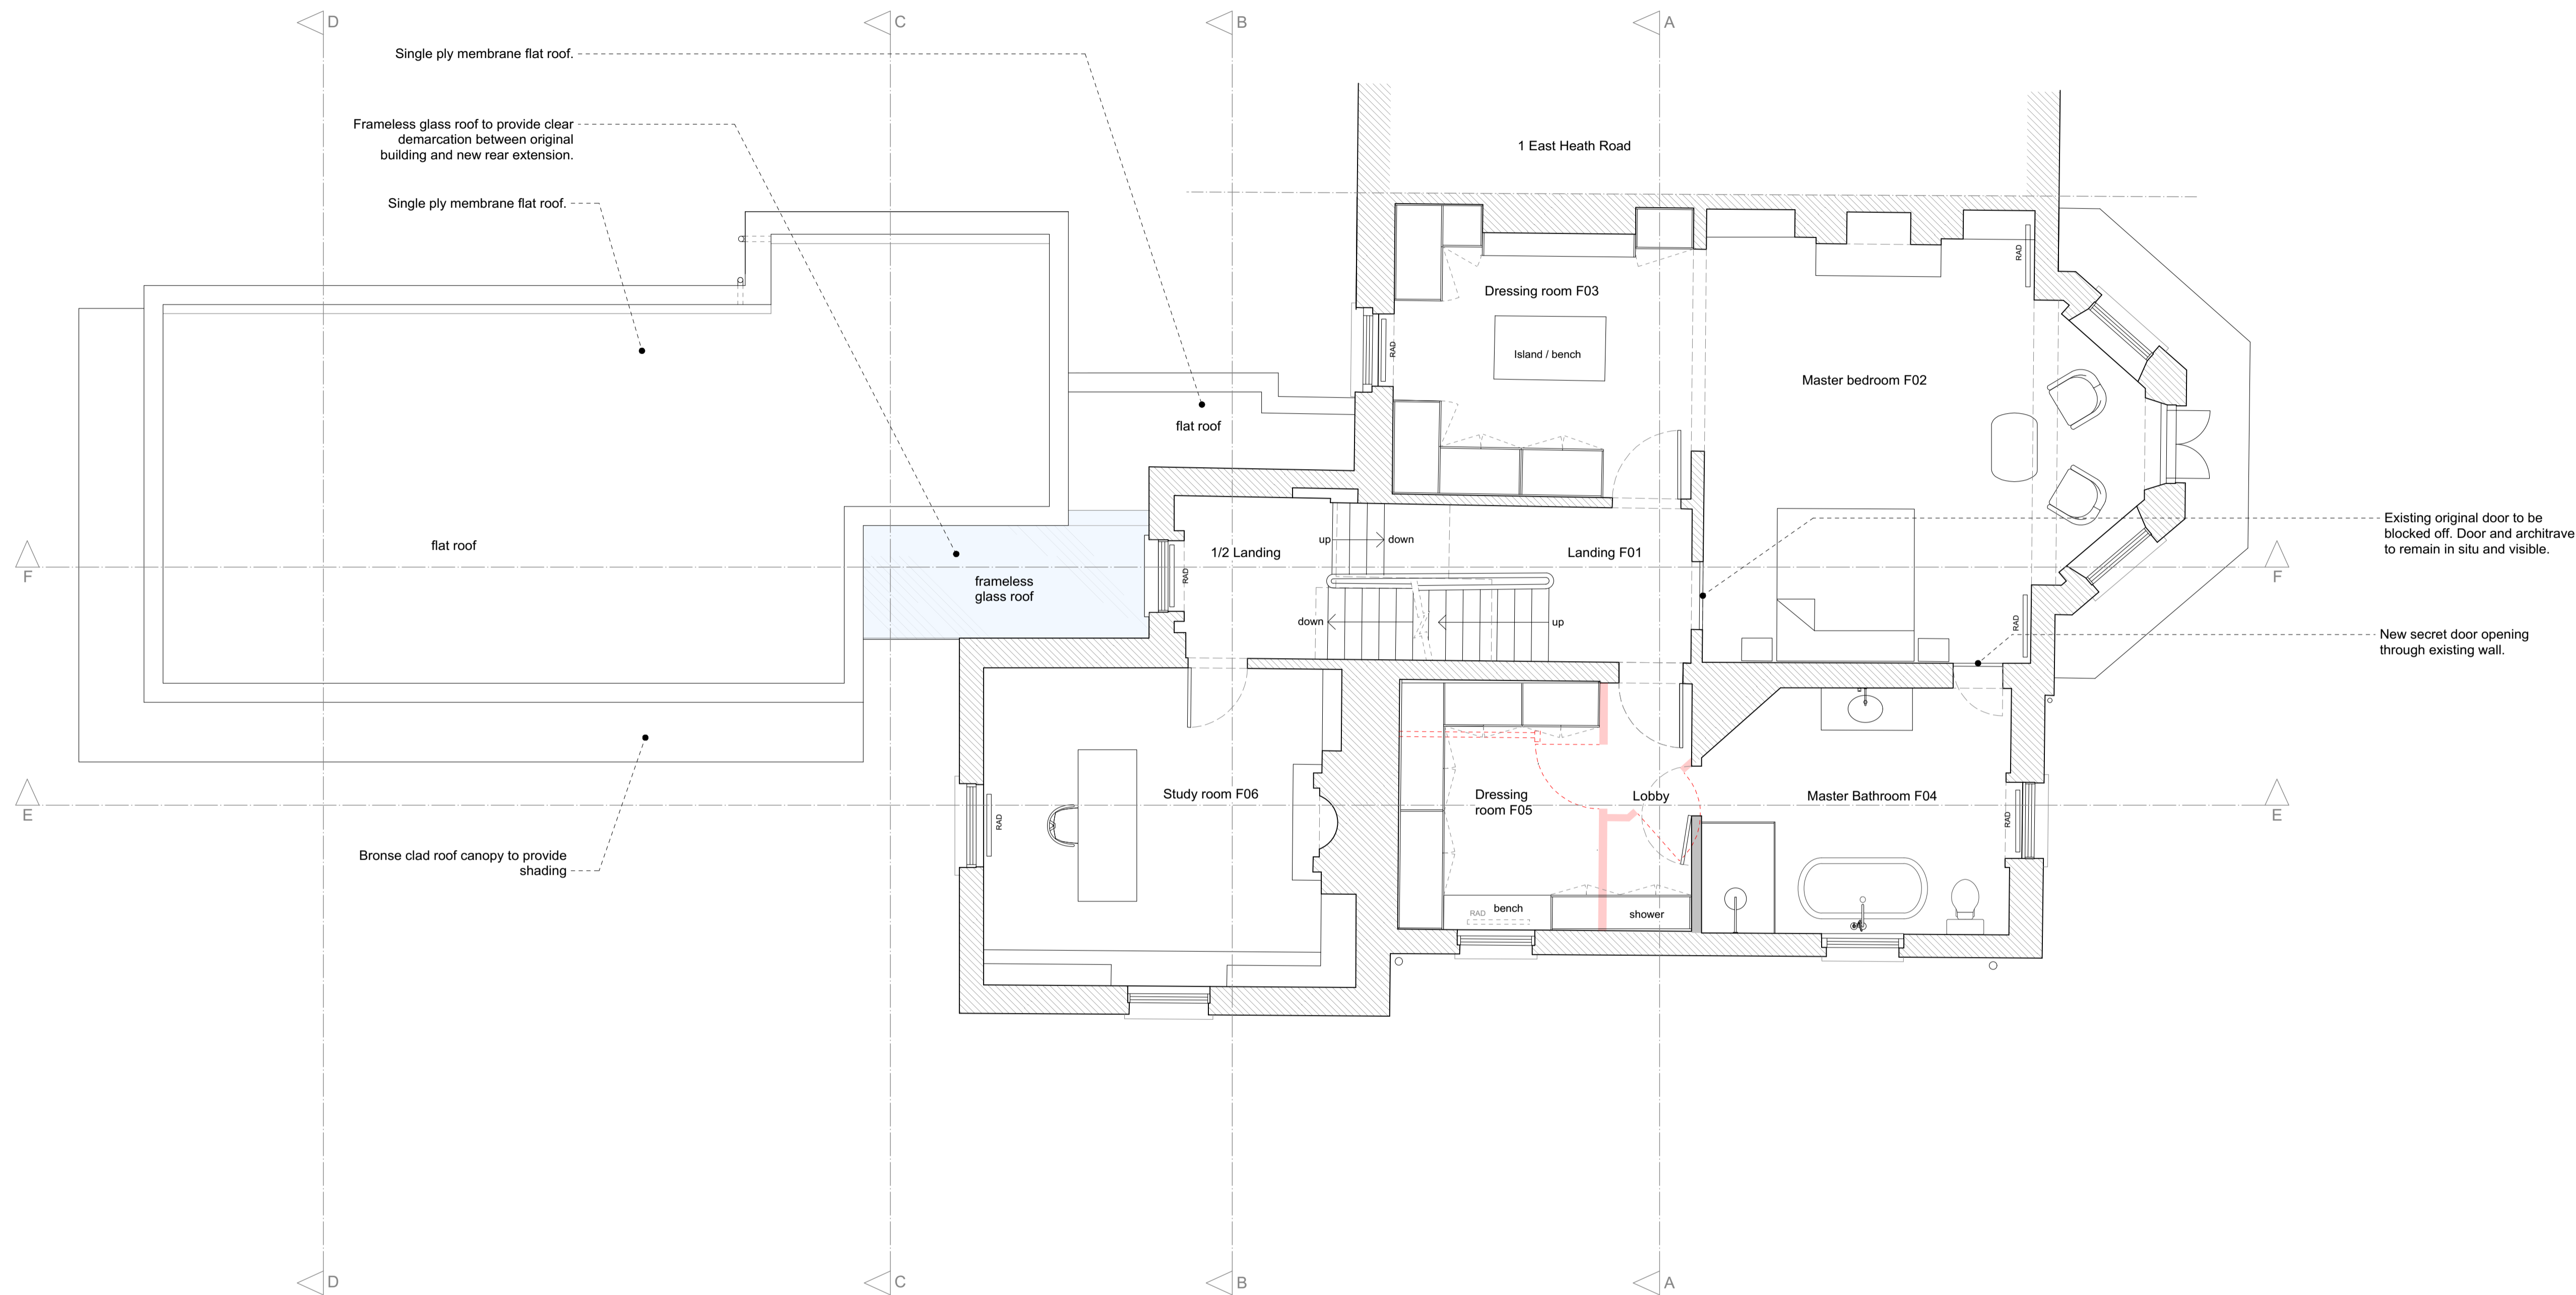 D
C
B
A
Single ply membrane flat roof.
Frameless glass roof to provide clear
demarcation between original
building and new rear extension.
Single ply membrane flat roof.
1 East Heath Road
RAD
Dressing room F03
RAD
Island / bench
Master bedroom F02
flat roof
Existing original door to be
blocked off. Door and architrave
to remain in situ and visible.
flat roof
1/2 Landing
up
down
Landing F01
F
F
RAD
frameless
glass roof
down
up
RAD
New secret door opening
through existing wall.
Study room F06
Dressing
room F05
Lobby
Master Bathroom F04
E
E
RAD
RAD
Bronse clad roof canopy to provide
shading
RAD
bench
shower
D
C
B
A